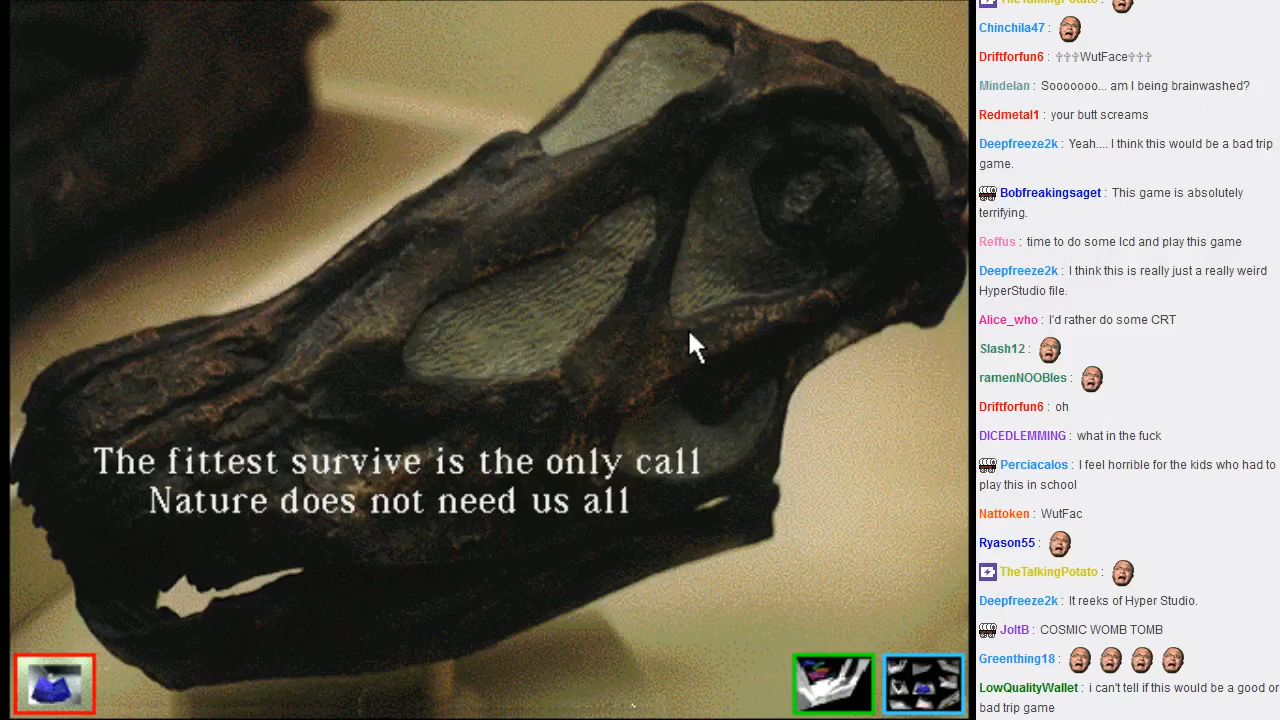 The fittest survive is the only call
Nature does not need us all
TheTalkingPotato :
Chinchila47 :
Driftforfun6 : ♰♰♰WutFace♰♰♰
Mindelan : Sooooooo... am I being brainwashed?
Redmetal1 : your butt screams
Deepfreeze2k : Yeah.... I think this would be a bad trip
game.
Bobfreakingsaget : This game is absolutely
terrifying.
Reffus : time to do some lcd and play this game
Deepfreeze2k : I think this is really just a really weird
HyperStudio file.
Alice_who : I'd rather do some CRT
Slash12 :
ramenNOOBles :
Driftforfun6 : oh
DICEDLEMMING : what in the fuck
Perciacalos : I feel horrible for the kids who had to
play this in school
Nattoken : WutFac
Ryason55 :
TheTalkingPotato :
Deepfreeze2k : It reeks of Hyper Studio.
JoltB : COSMIC WOMB TOMB
Greenthing18 :
LowQualityWallet : i can't tell if this would be a good or
bad trip game